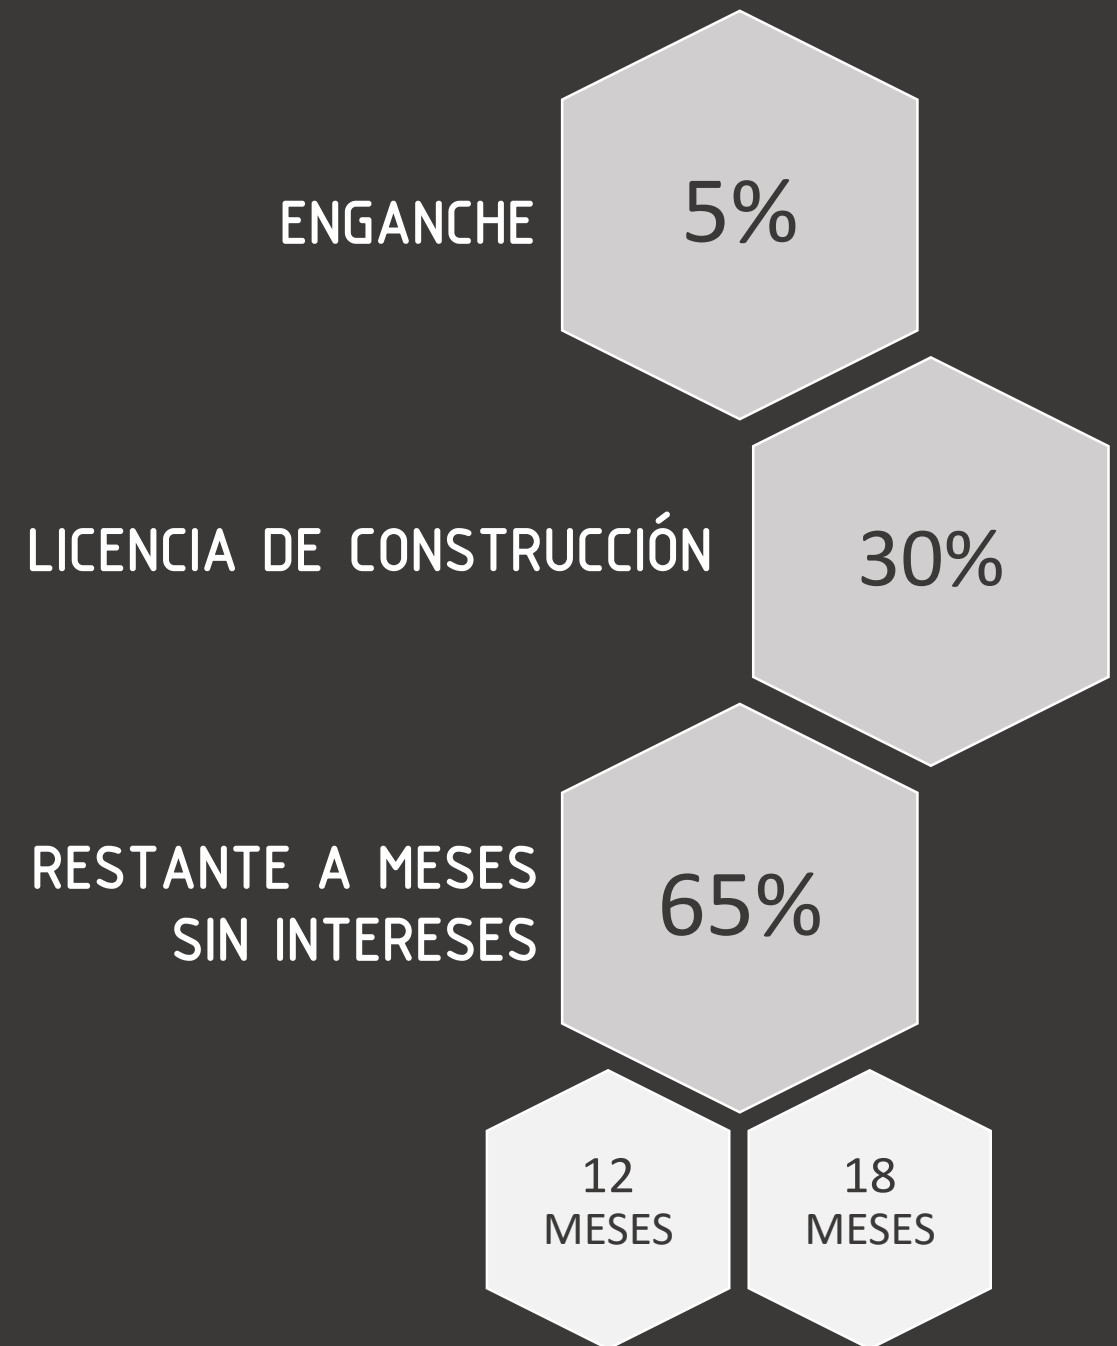 ENGANCHE
5%
LICENCIA DE CONSTRUCCIÓN
30%
RESTANTE A MESES
SIN INTERESES
65%
12
MESES
18
MESES